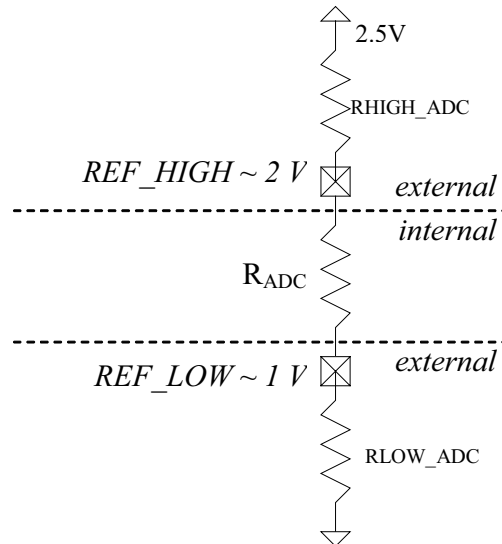 2.5V
RHIGH_ADC
REF_HIGH ~ 2 V
external
internal
RADC
external
REF_LOW ~ 1 V
RLOW_ADC